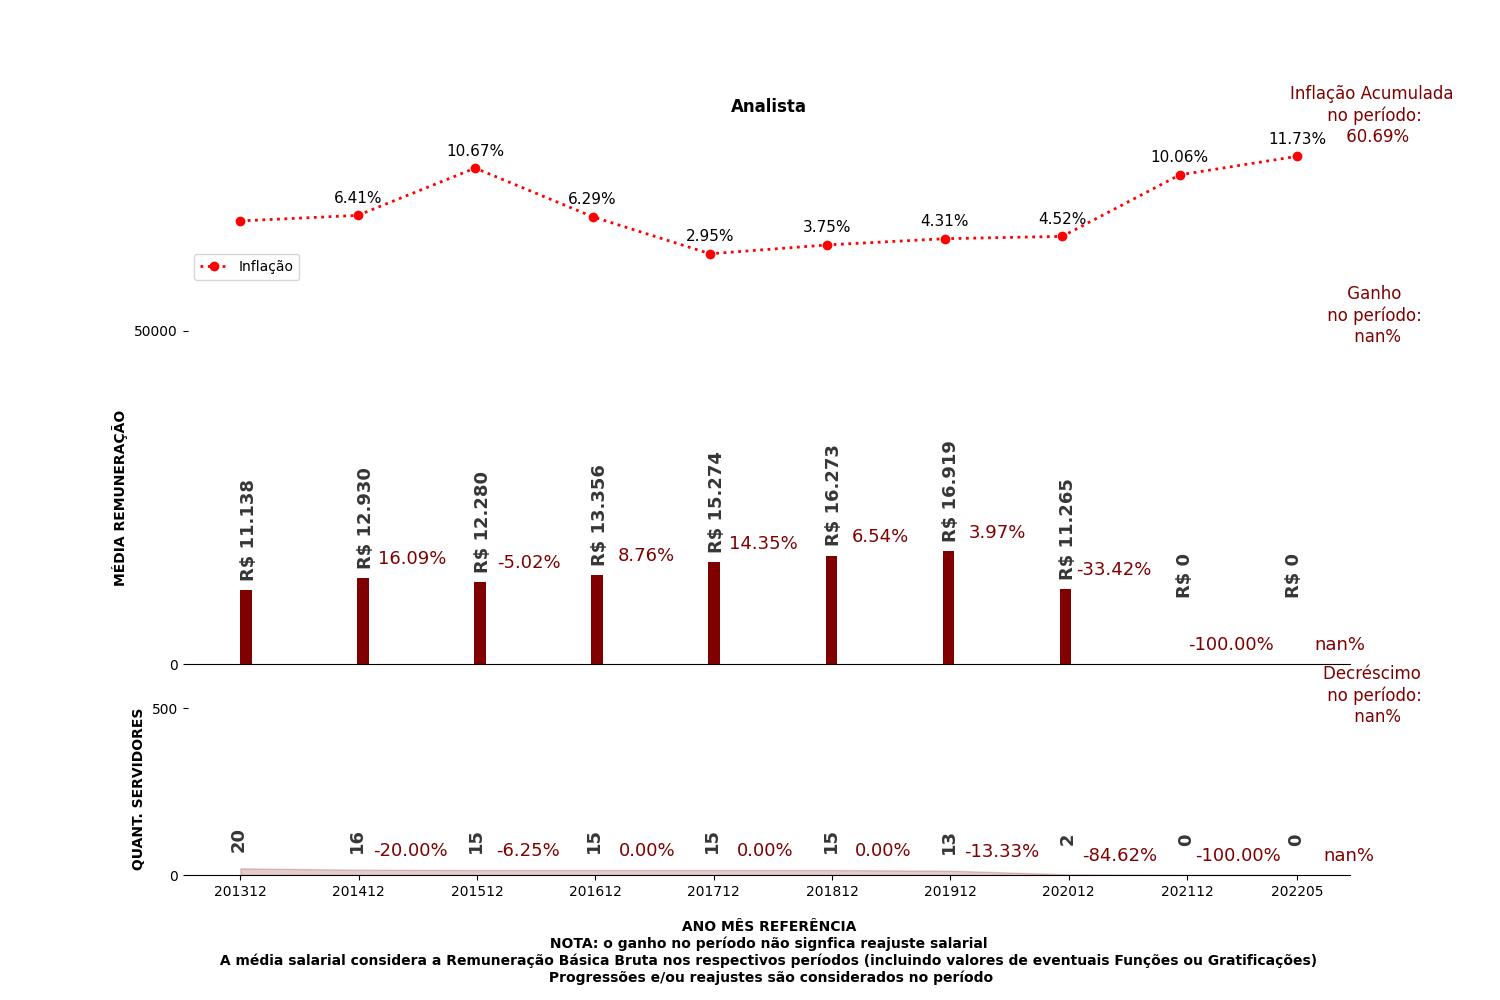 Analista
Inflação Acumulada
no período:
60.69%
6.41%
10.67%
6.29%
2.95%
3.75%
4.31%
4.52%
10.06%
11.73%
Inflação
Ganho
no período:
nan%
50000
0
MÉDIA REMUNERAÇÃO
R$ 11.138
R$ 12.930
R$ 12.280
R$ 13.356
R$ 15.274
R$ 16.273
R$ 16.919
R$ 11.265
R$ 0
R$ 0
16.09%
-5.02%
8.76%
14.35%
6.54%
3.97%
-33.42%
-100.00%
nan%
Decréscimo
no período:
nan%
500
0
QUANT. SERVIDORES
20
16
15
15
15
15
13
2
0
0
-20.00%
-6.25%
0.00%
0.00%
0.00%
-13.33%
-84.62%
-100.00%
nan%
201312
201412
201512
201612
201712
201812
201912
202012
202112
202205
ANO MÊS REFERÊNCIA
NOTA: o ganho no período não signfica reajuste salarial
A média salarial considera a Remuneração Básica Bruta nos respectivos períodos (incluindo valores de eventuais Funções ou Gratificações)
Progressões e/ou reajustes são considerados no período